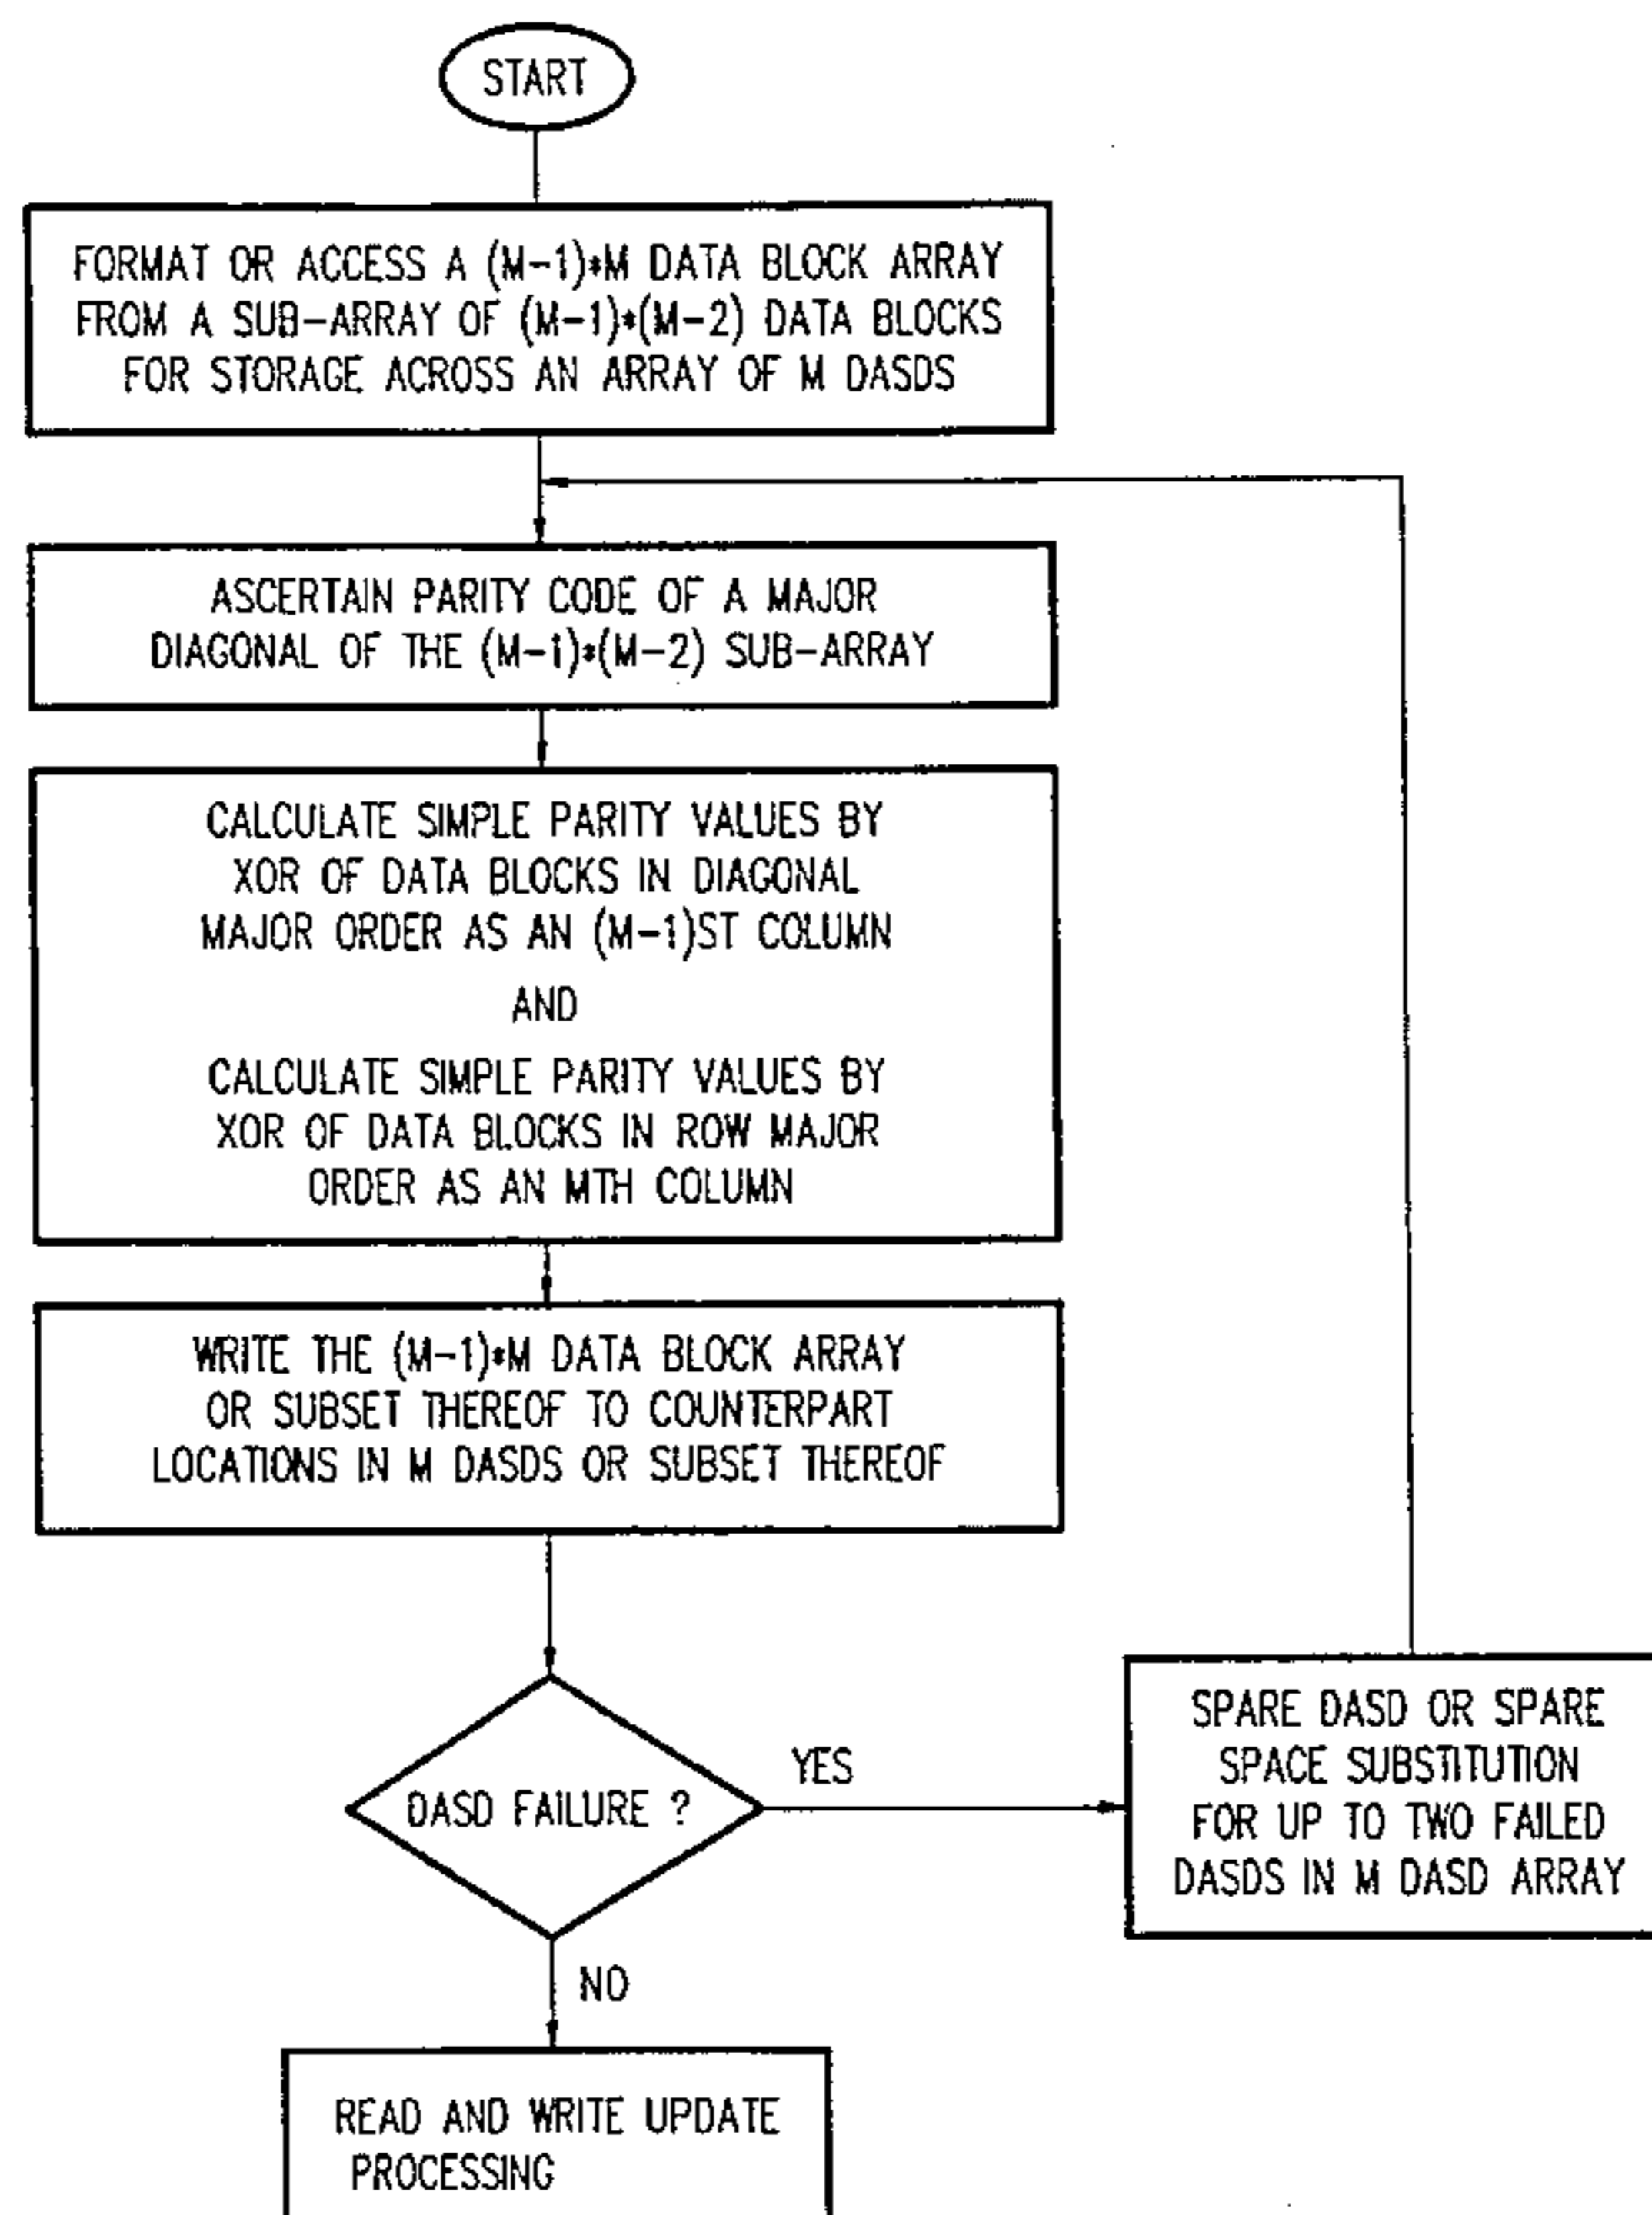 START
FORMAT OR ACCESS A (M-1)*M DATA BLOCK ARRAY
FROM A SUB-ARRAY OF (M-1)*(M-2) DATA BLOCKS
FOR STORAGE ACROSS AN ARRAY OF M DASDS
ASCERTAIN PARITY CODE OF A MAJOR
DIAGONAL OF THE (M-1)*(M-2) SUB-ARRAY
CALCULATE SIMPLE PARITY VALUES BY
XOR OF DATA BLOCKS IN DIAGONAL
MAJOR ORDER AS AN (M-1)ST COLUMN
AND
CALCULATE SIMPLE PARITY VALUES BY
XOR OF DATA BLOCKS IN ROW MAJOR
ORDER AS AN MTH COLUMN
WRITE THE (M-1)*M DATA BLOCK ARRAY
OR SUBSET THEREOF TO COUNTERPART
LOCATIONS IN M DASDS OR SUBSET THEREOF
DASD FAILURE ?
YES
SPARE DASD OR SPARE
SPACE SUBSTITUTION
FOR UP TO TWO FAILED
DASDS IN M DASD ARRAY
NO
READ AND WRITE UPDATE
PROCESSING